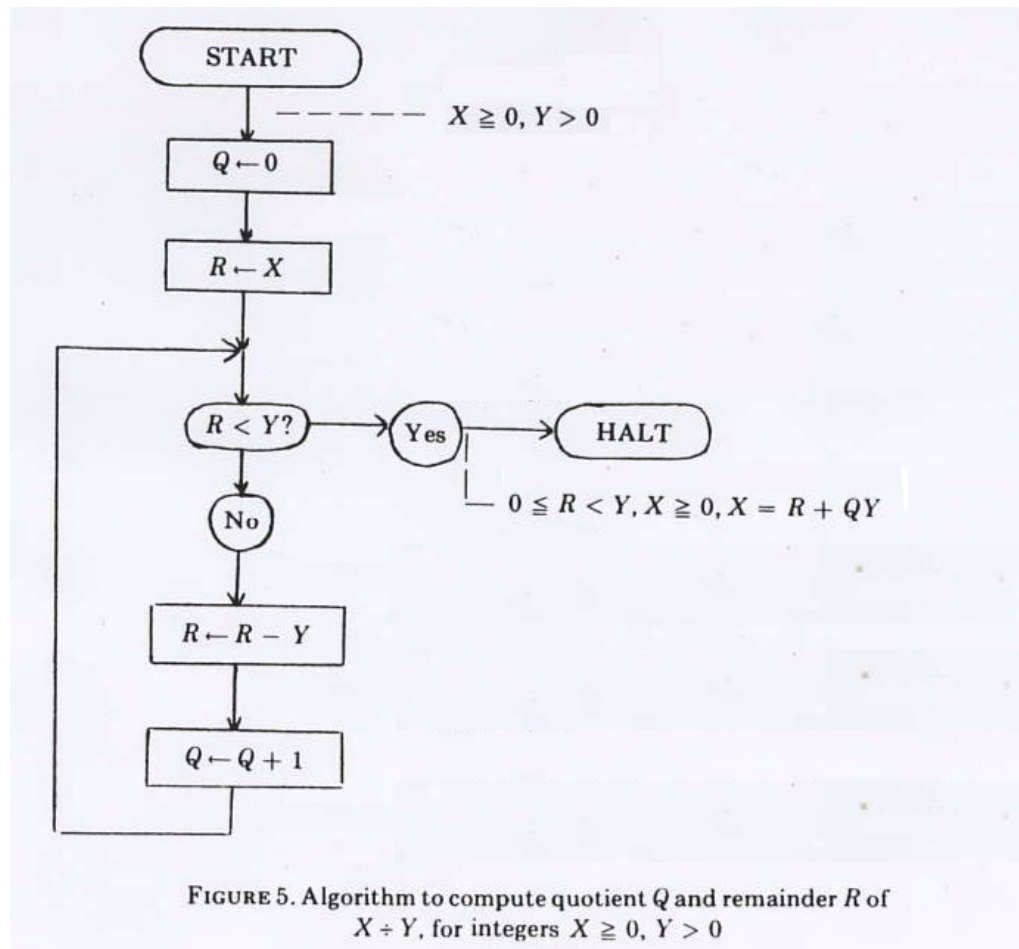 START
X ≧ 0, Y > 0
Q ← 0
R ← X
R < Y?
Yes
HALT
0 ≦ R < Y, X ≧ 0, X = R + QY
No
R ← R − Y
Q ← Q + 1
FIGURE 5. Algorithm to compute quotient Q and remainder R of
X ÷ Y, for integers X ≧ 0, Y > 0